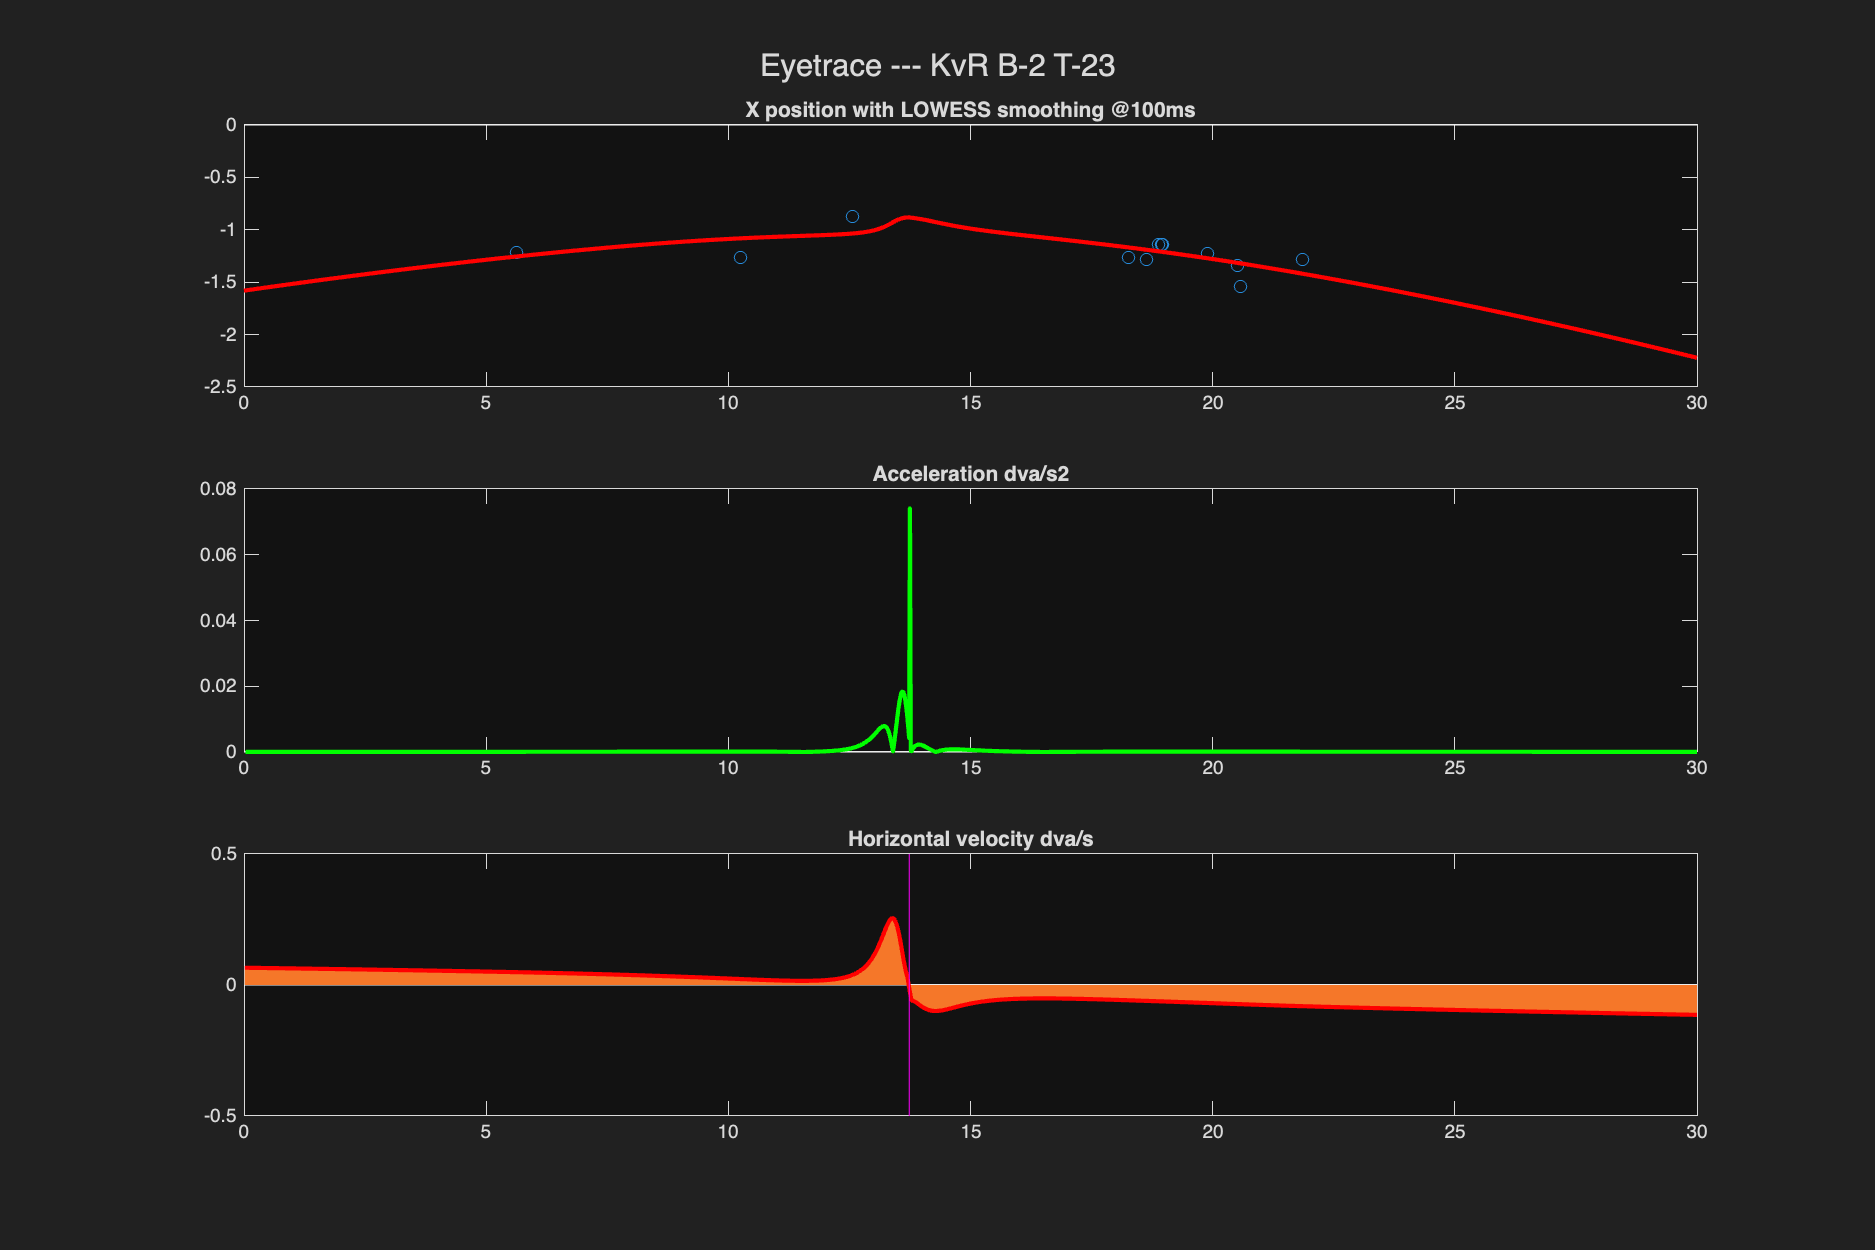 Eyetrace --- KvR B-2 T-23
X position with LOWESS smoothing @100ms
0
-0.5
-1
-1.5
-2
-2.5
0 5 10 15 20 25 30
Acceleration dva/s2
0.08
0.06
0.04
0.02
0
0 5 10 15 20 25 30
Horizontal velocity dva/s
0.5
0
-0.5
0 5 10 15 20 25 30